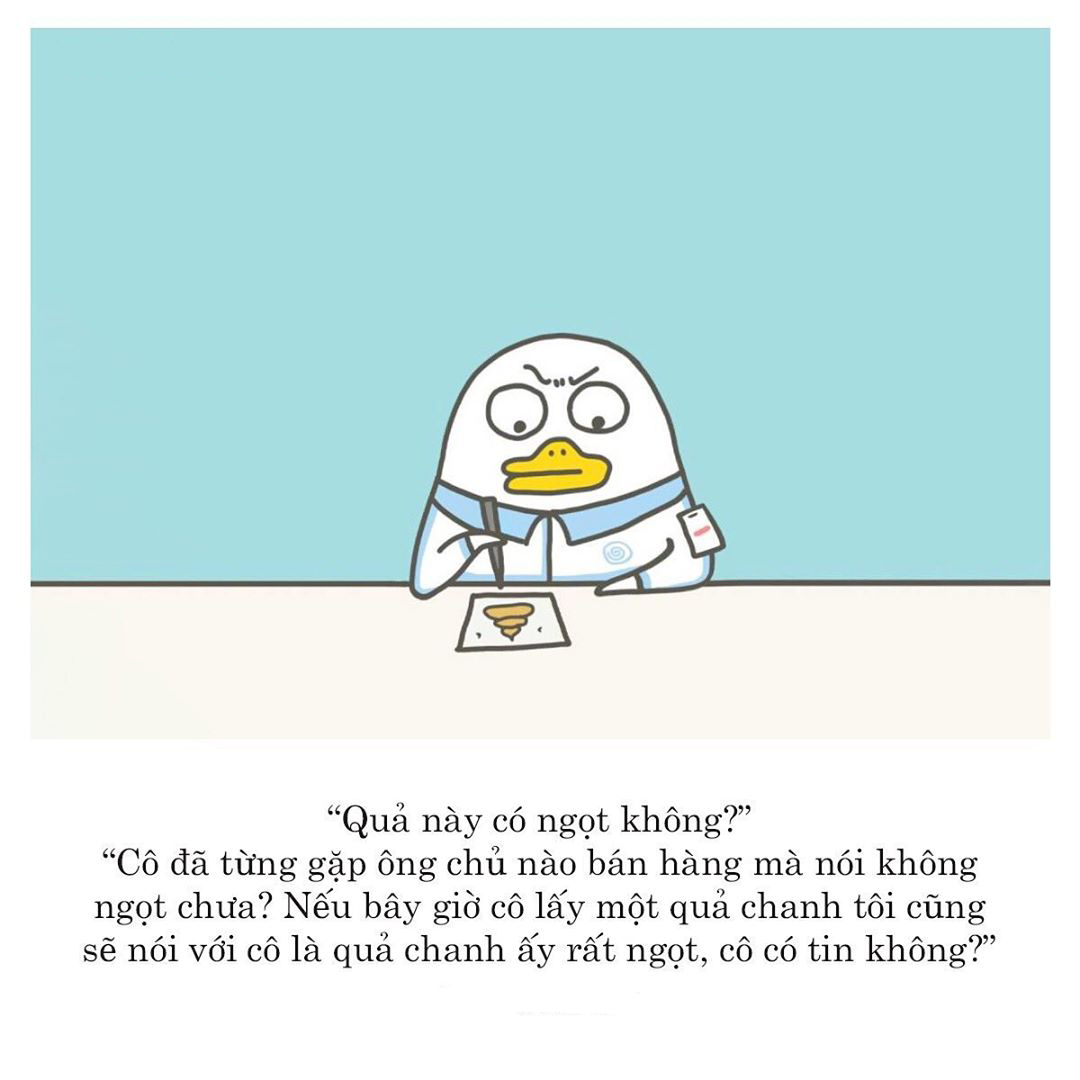 “Quả này có ngọt không?”
“Cô đã từng gặp ông chủ nào bán hàng mà nói không
ngọt chưa? Nếu bây giờ cô lấy một quả chanh tôi cũng
sẽ nói với cô là quả chanh ấy rất ngọt, cô có tin không?”